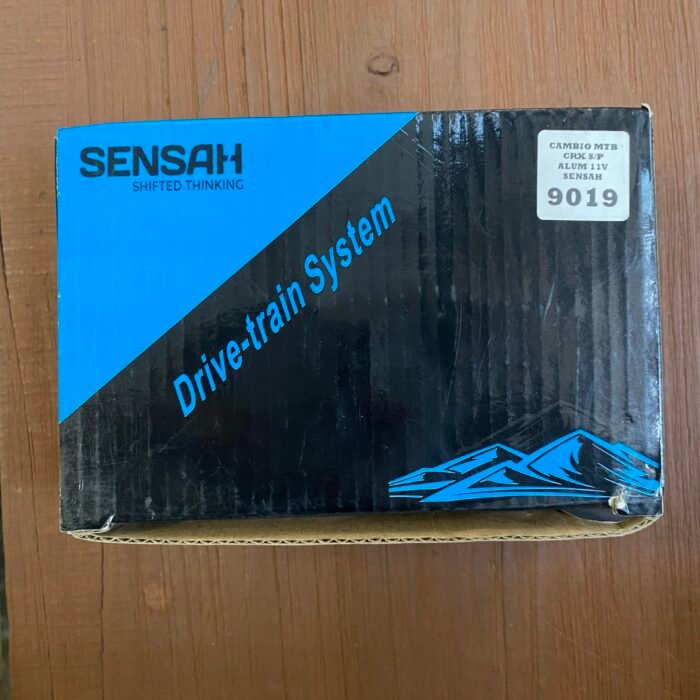 SENSAH
SHIFTED THINKING
Drive-train System
CAMBIO MTB
CRX S/P
ALUM 11V
SENSAH
9019